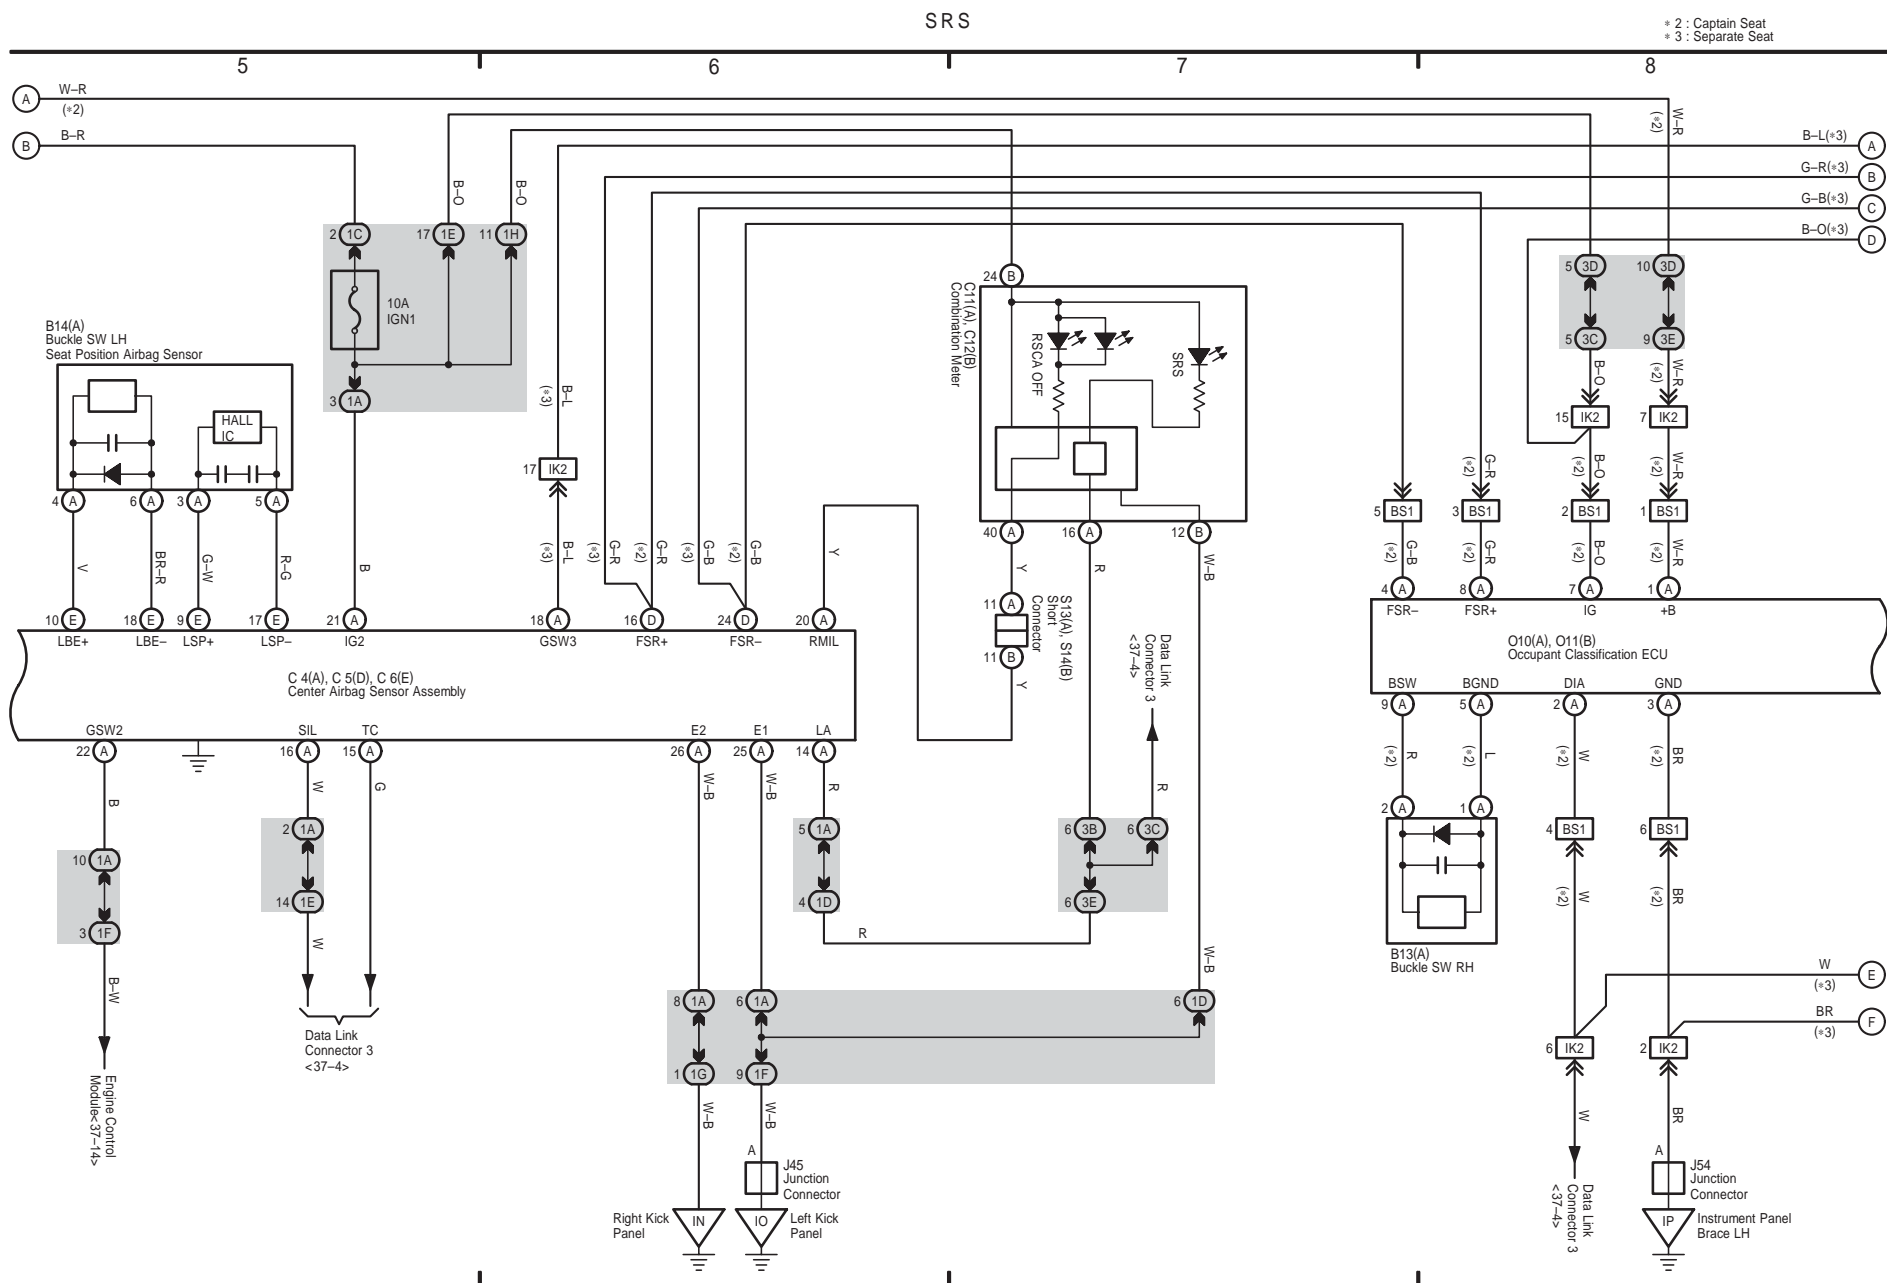 SRS
* 2 : Captain Seat
* 3 : Separate Seat
5 6 7 8
A W–R (*2)
B B–R
W–R (*2)
B–L(*3) A
G–R(*3) B
G–B(*3) C
B–O(*3) D
B–O B–O
2 1C 17 1E 11 1H
10A
IGN1
3 1A
5 3D 10 3D
5 3C 9 3E
B–O W–R (*2)
15 IK2 7 IK2
B–O (*2) W–R (*2)
G–R (*2)
5 BS1 3 BS1 2 BS1 1 BS1
G–B (*2) G–R (*2) B–O (*2) W–R (*2)
4 A 8 A 7 A 1 A
FSR- FSR+ IG +B
O10(A), O11(B)
Occupant Classification ECU
BSW BGND DIA GND
9 A 5 A 2 A 3 A
R (*2) L (*2) W (*2) BR (*2)
2 A 1 A
B13(A)
Buckle SW RH
4 BS1 6 BS1
W (*2) BR (*2)
W (*3) E
BR (*3) F
6 IK2 2 IK2
W BR
Data Link
Connector 3
<37–4>
A
J54
Junction
Connector
IP
Instrument Panel
Brace LH
24 B
C11(A), C12(B)
Combination Meter
RSCA OFF
SRS
40 A 16 A 12 B
Y R W–B
11 A
S13(A), S14(B)
Short
Connector
11 B
Y
Data Link
Connector 3
<37–4>
R
6 3B 6 3C
6 3E
W–B
6 1D
B14(A)
Buckle SW LH
Seat Position Airbag Sensor
HALL
IC
4 A 6 A 3 A 5 A
V BR–R G–W R–G B
B–L (*3)
17 IK2
B–L (*3) G–R (*3) G–R (*2) G–B (*3) G–B (*2) Y
10 E 18 E 9 E 17 E 21 A 18 A 16 D 24 D 20 A
LBE+ LBE– LSP+ LSP– IG2 GSW3 FSR+ FSR– RMIL
C 4(A), C 5(D), C 6(E)
Center Airbag Sensor Assembly
GSW2 SIL TC E2 E1 LA
22 A 16 A 15 A 26 A 25 A 14 A
B W G W–B W–B R
10 1A 2 1A 5 1A
3 1F 14 1E 4 1D
B–W W R
Data Link
Connector 3
<37–4>
Engine Control
Module<37–14>
8 1A 6 1A
1 1G 9 1F
W–B W–B
A
J45
Junction
Connector
Right Kick
Panel
IN IO
Left Kick
Panel